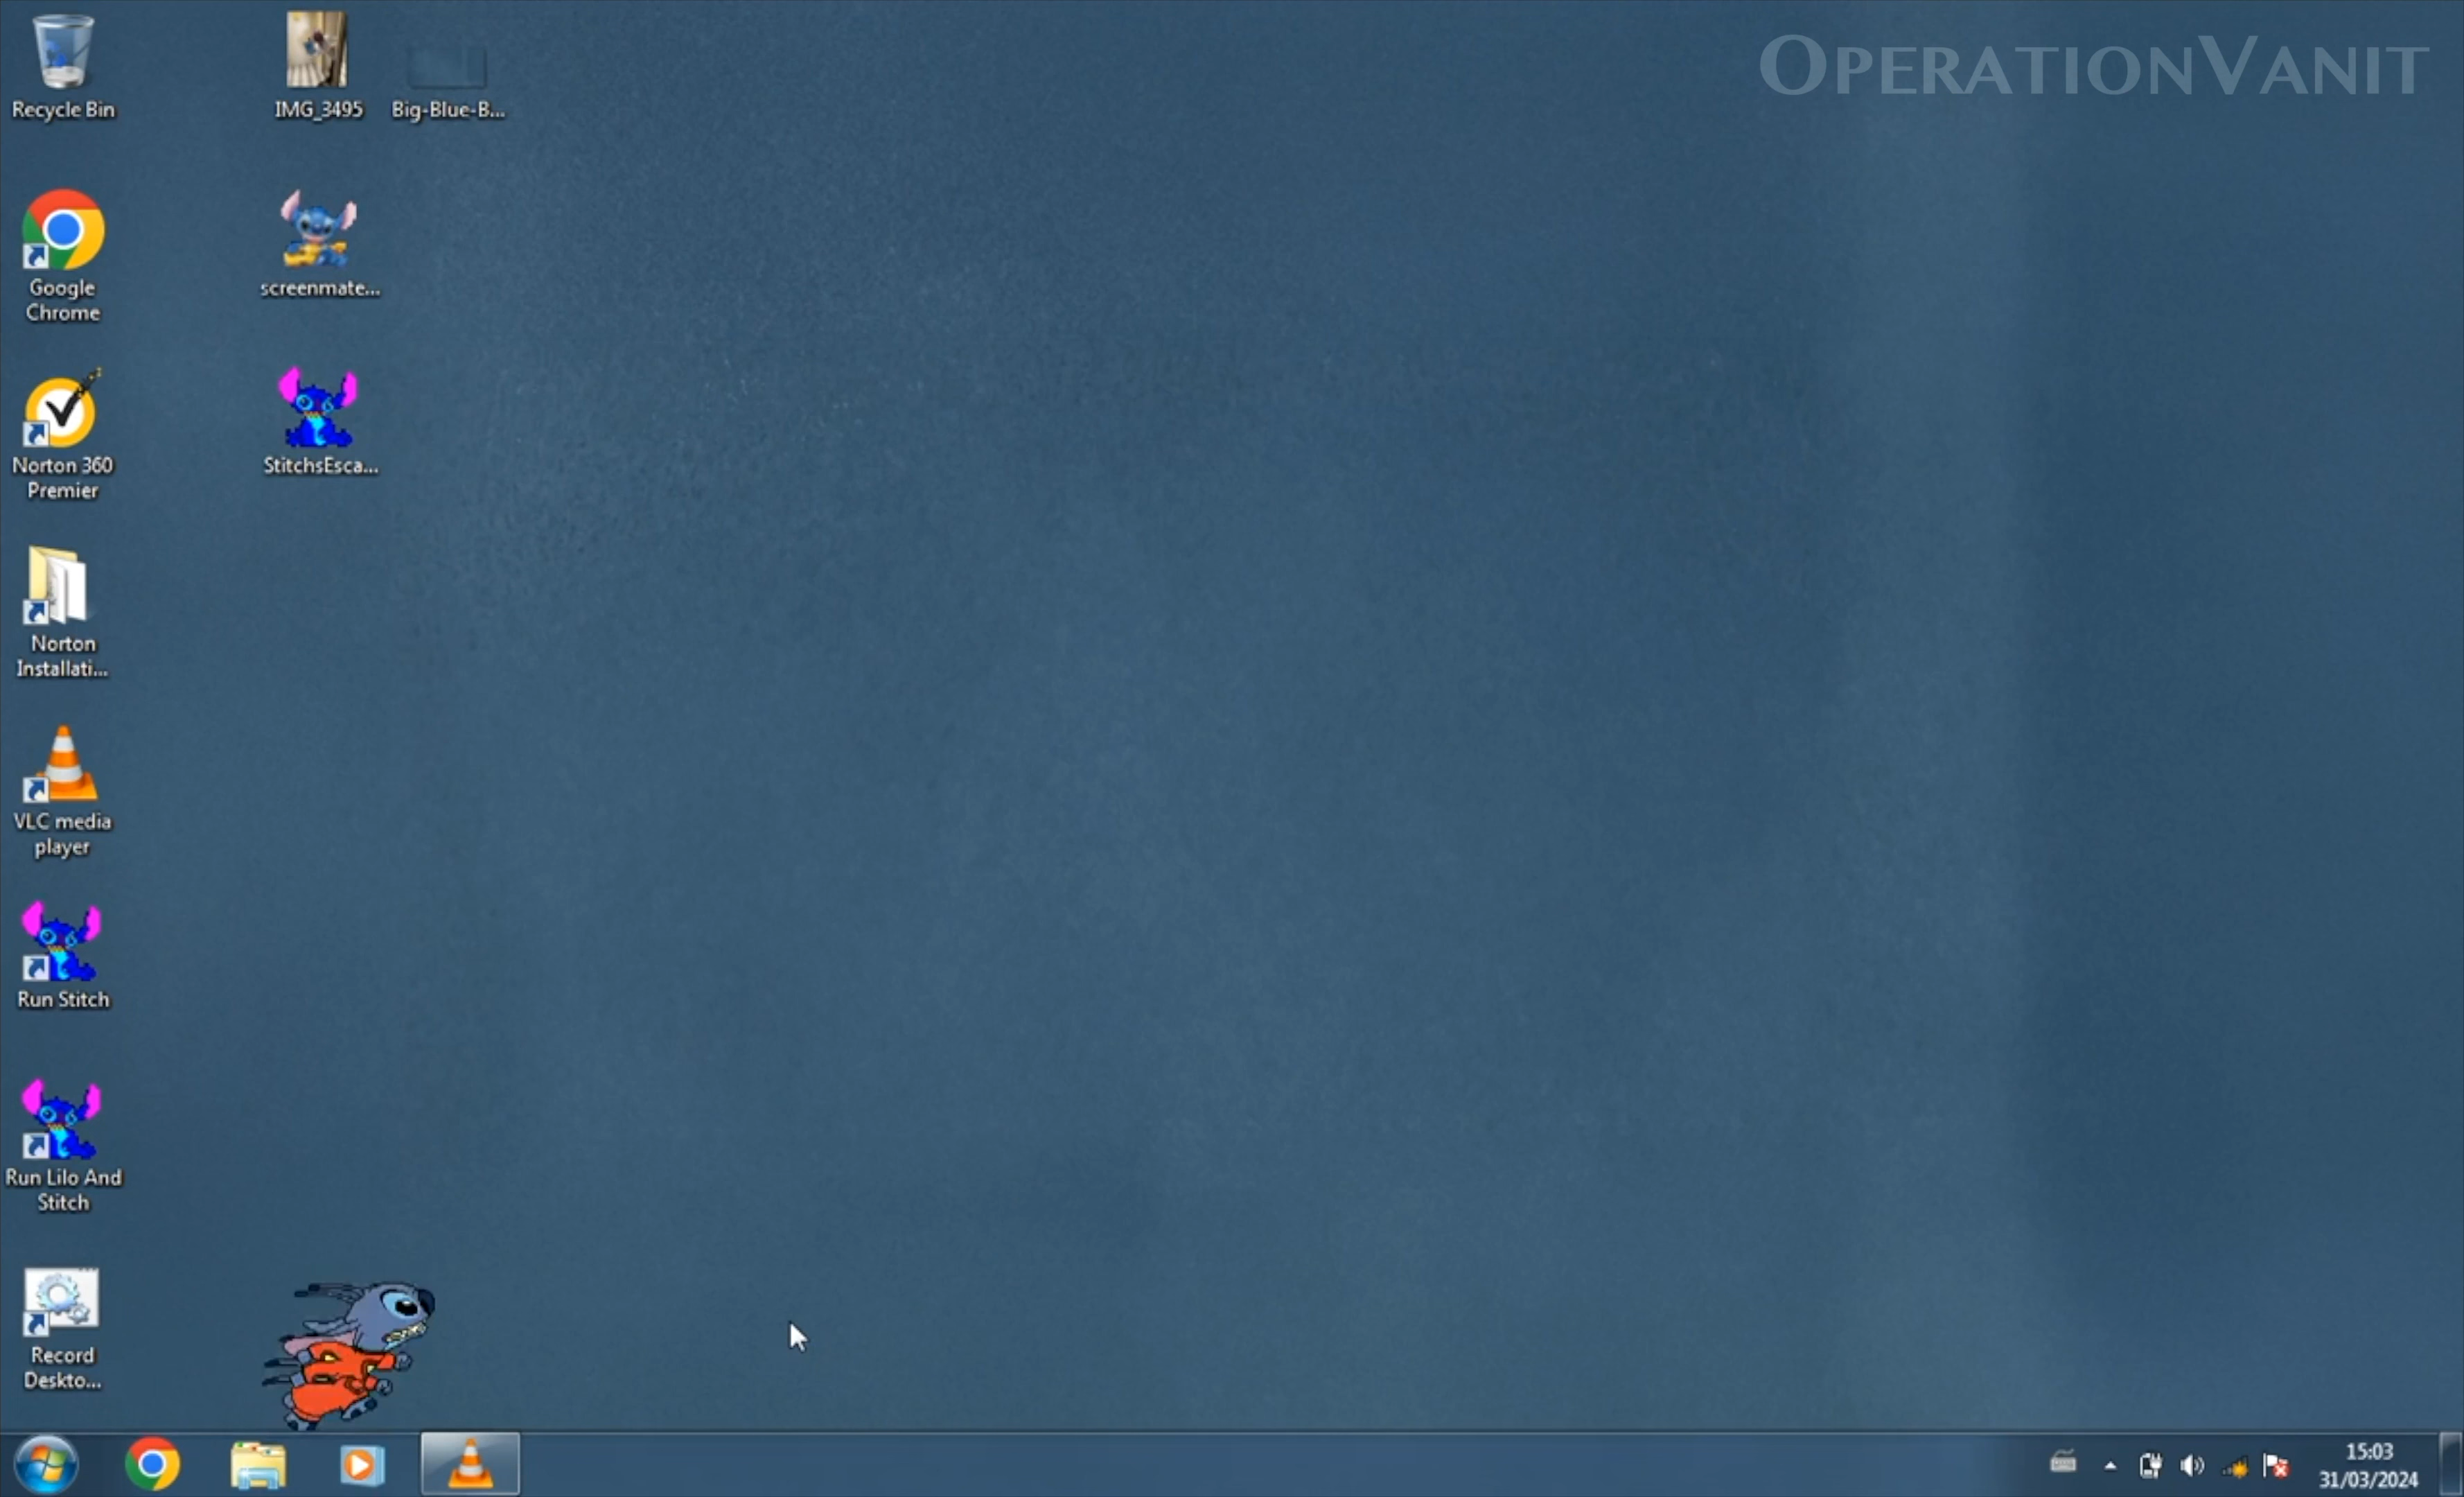 OPERATIONVANIT
Recycle Bin
IMG_3495
Big-Blue-B...
Google
Chrome
screenmate...
Norton 360
Premier
StitchsEsca...
Norton
Installati...
VLC media
player
Run Stitch
Run Lilo And
Stitch
Record
Deskto...
15:03
31/03/2024